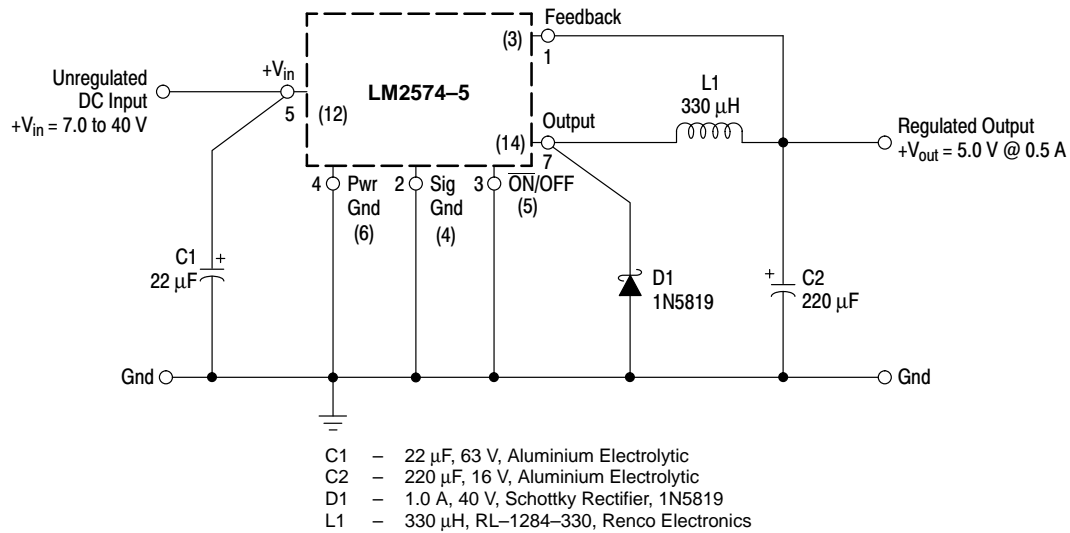 Feedback
(3)
1
+Vin
Unregulated
DC Input
+Vin = 7.0 to 40 V
5
(12)
LM2574–5
L1
330 μH
Output
(14)
7
Regulated Output
+Vout = 5.0 V @ 0.5 A
4
Pwr
Gnd
(6)
2
Sig
Gnd
(4)
3
ON/OFF
(5)
C1
22 μF
+
D1
1N5819
+
C2
220 μF
Gnd
Gnd
C1 – 22 μF, 63 V, Aluminium Electrolytic
C2 – 220 μF, 16 V, Aluminium Electrolytic
D1 – 1.0 A, 40 V, Schottky Rectifier, 1N5819
L1 – 330 μH, RL–1284–330, Renco Electronics